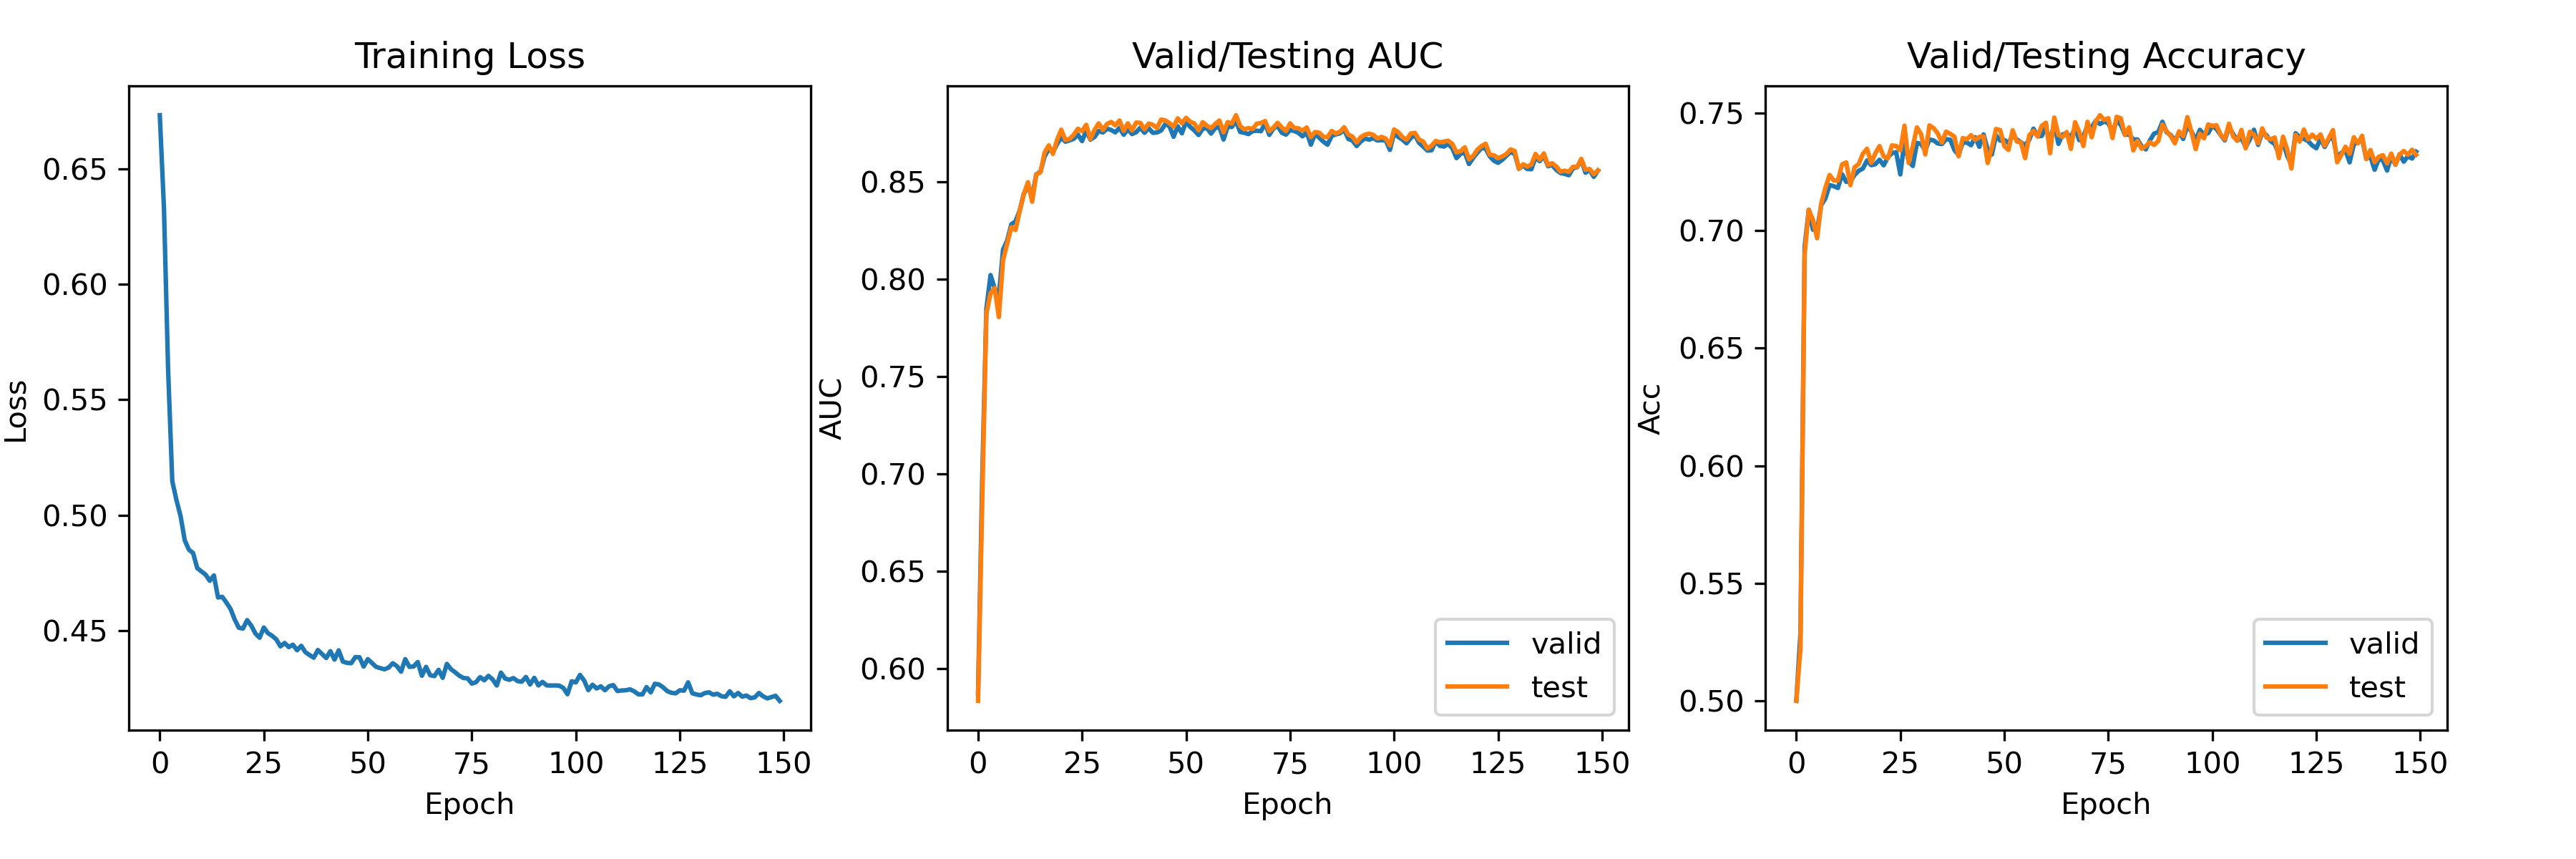 Training Loss
0.65
0.60
0.55
0.50
0.45
Loss
0 25 50 75 100 125 150
Epoch
Valid/Testing AUC
0.85
0.80
0.75
0.70
0.65
0.60
AUC
valid
test
0 25 50 75 100 125 150
Epoch
Valid/Testing Accuracy
0.75
0.70
0.65
0.60
0.55
0.50
Acc
valid
test
0 25 50 75 100 125 150
Epoch